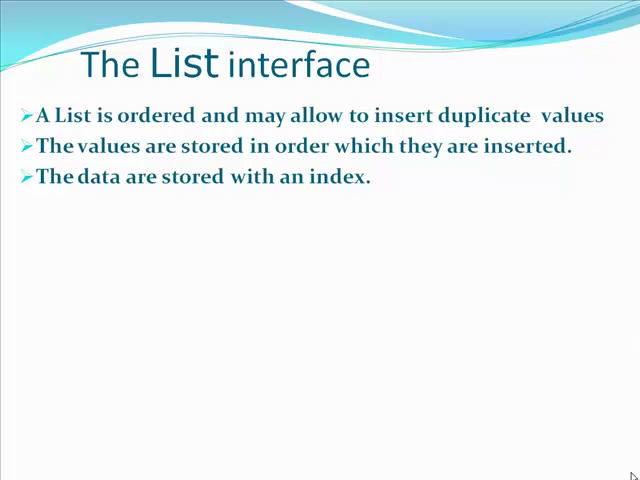 The List interface
A List is ordered and may allow to insert duplicate values
The values are stored in order which they are inserted.
The data are stored with an index.